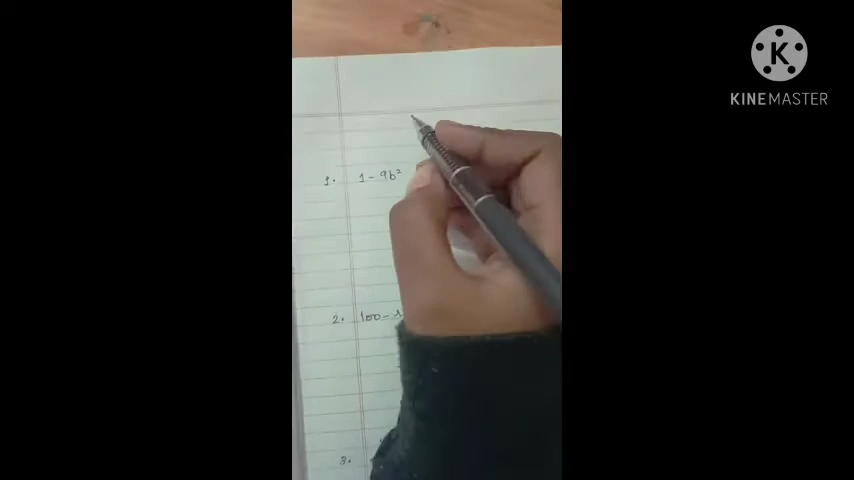 KINEMASTER
1. 1 - 9b²
2. 100 -
3.